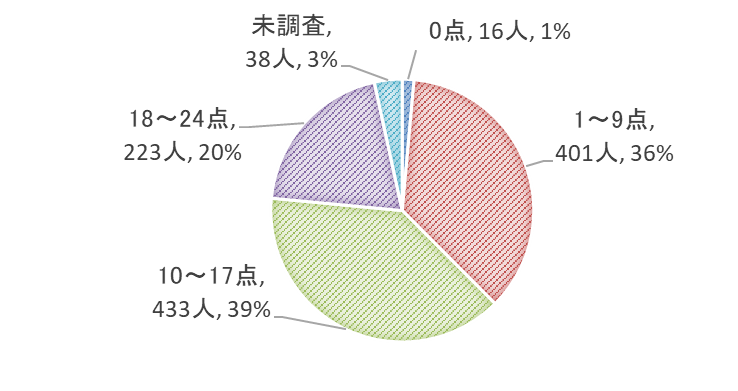 未調査,
38人, 3%
0点, 16人, 1%
1～9点,
401人, 36%
18～24点,
223人, 20%
10～17点,
433人, 39%